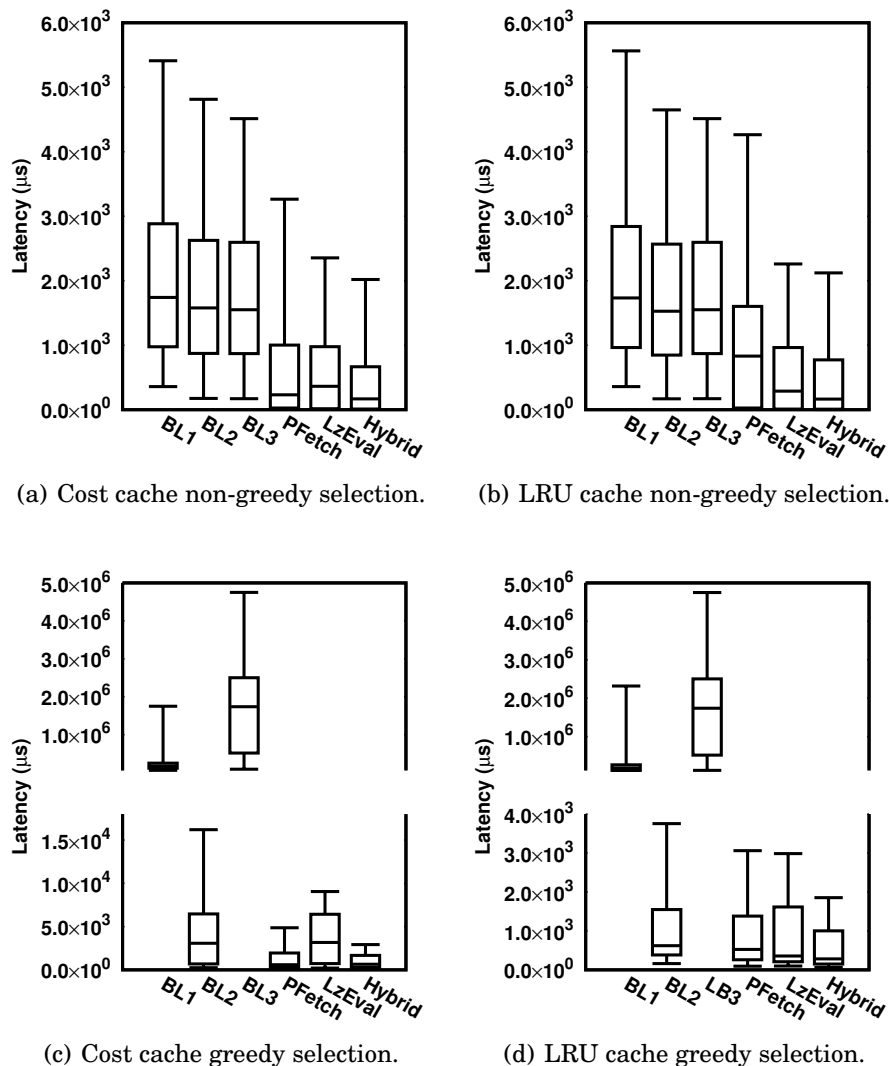 6.0×10³
5.0×10³
4.0×10³
3.0×10³
2.0×10³
1.0×10³
0.0×10⁰
Latency (μs)
BL1
BL2
BL3
PFetch
LzEval
Hybrid
(a) Cost cache non-greedy selection.
6.0×10³
5.0×10³
4.0×10³
3.0×10³
2.0×10³
1.0×10³
0.0×10⁰
Latency (μs)
BL1
BL2
BL3
PFetch
LzEval
Hybrid
(b) LRU cache non-greedy selection.
5.0×10⁶
4.0×10⁶
3.0×10⁶
2.0×10⁶
1.0×10⁶
1.5×10⁴
1.0×10⁴
5.0×10³
0.0×10⁰
Latency (μs)
BL1
BL2
BL3
PFetch
LzEval
Hybrid
(c) Cost cache greedy selection.
5.0×10⁶
4.0×10⁶
3.0×10⁶
2.0×10⁶
1.0×10⁶
4.0×10³
3.0×10³
2.0×10³
1.0×10³
0.0×10⁰
Latency (μs)
BL1
BL2
LB3
PFetch
LzEval
Hybrid
(d) LRU cache greedy selection.